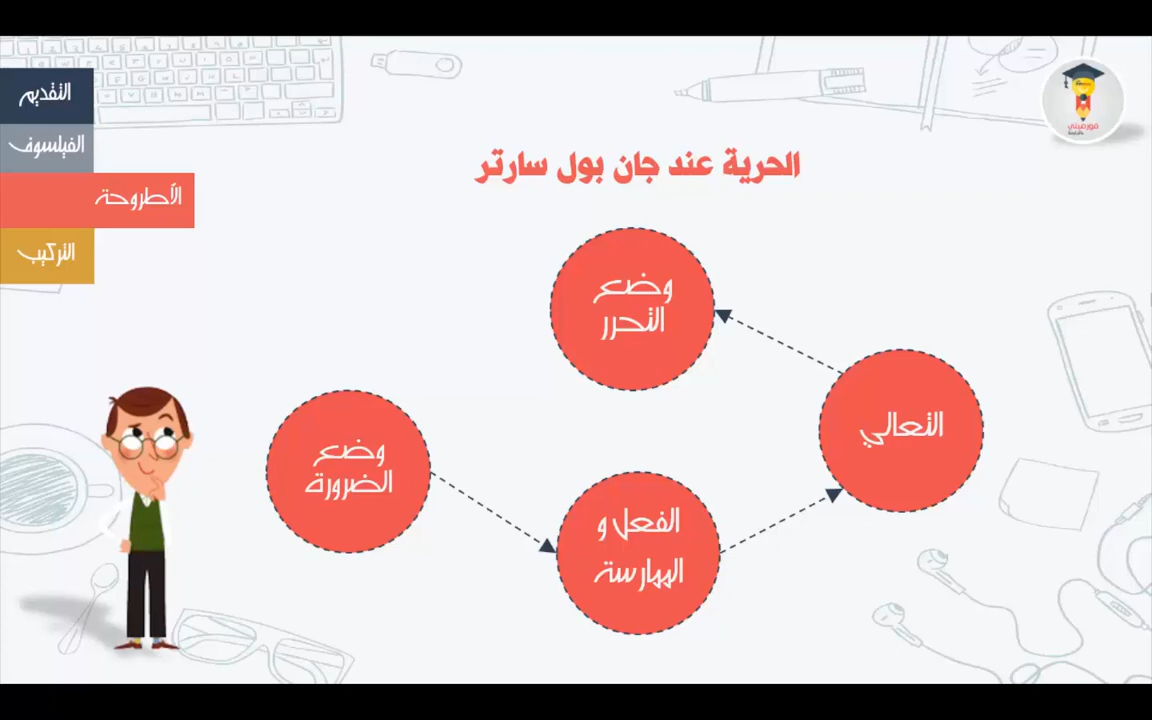 التقديم
الفيلسوف
الأطروحة
التركيب
الحرية عند جان بول سارتر
وضع
التحرر
التعالي
وضع
الضرورة
الفعل و
الممارسة